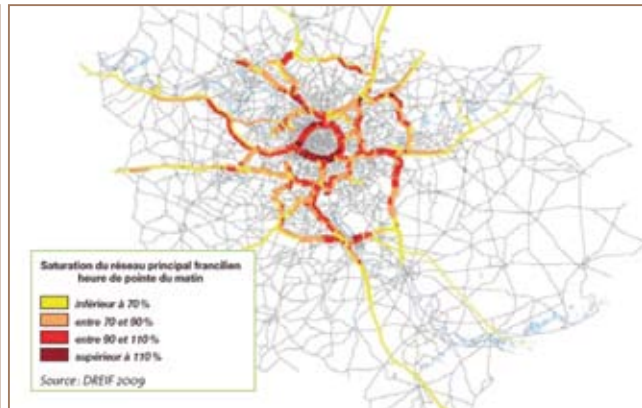 Saturation du réseau principal francilien
heure de pointe du matin
inférieur à 70 %
entre 70 et 90 %
entre 90 et 110 %
supérieur à 110 %
Source : DREIF 2009